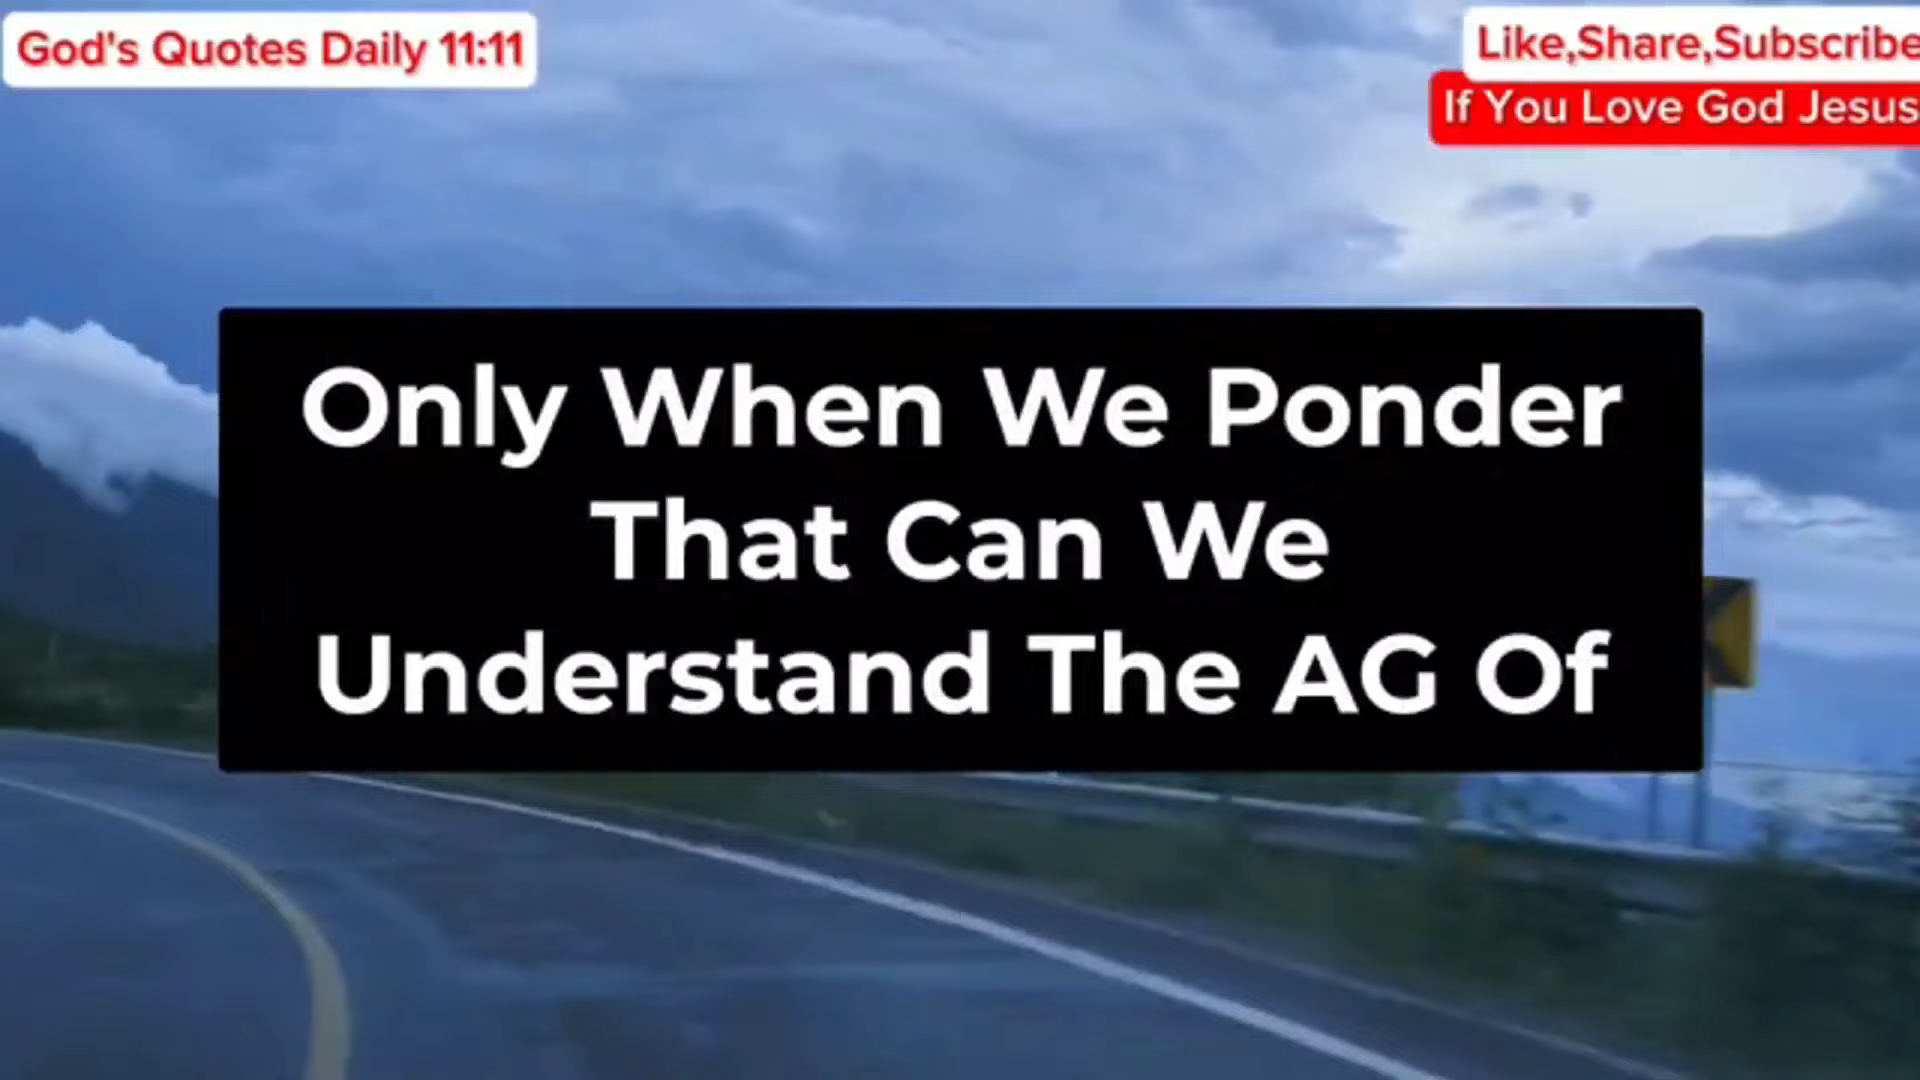 God's Quotes Daily 11:11
Like,Share,Subscribe
If You Love God Jesus
Only When We Ponder
That Can We
Understand The AG Of